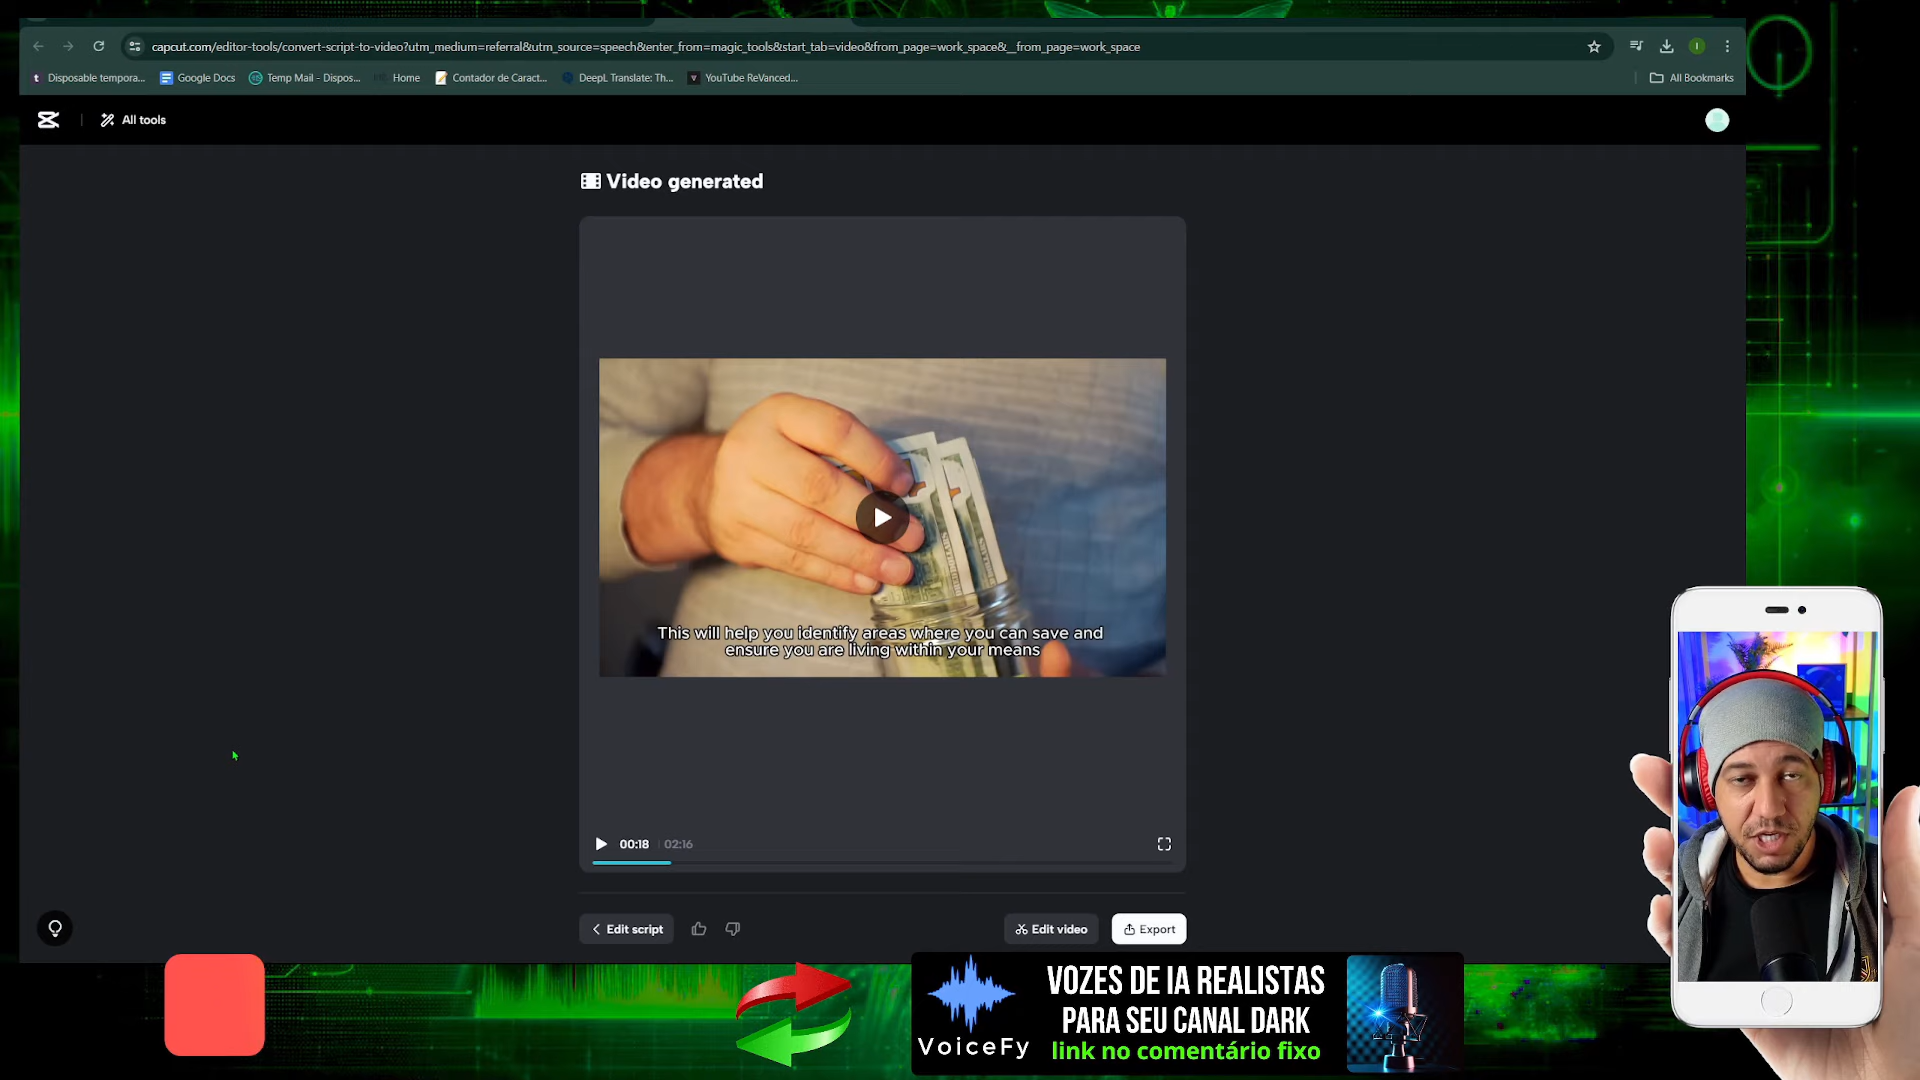 capcut.com/editor-tools/convert-script-to-video?utm_medium=referral&utm_source=speech&enter_from=magic_tools&start_tab=video&from_page=work_space&__from_page=work_space
Disposable tempora...
Google Docs
Temp Mail - Dispos...
Home
Contador de Caract...
DeepL Translate: Th...
YouTube ReVanced...
All Bookmarks
All tools
Video generated
This will help you identify areas where you can save and
ensure you are living within your means
00:18 02:16
Edit script
Edit video
Export
VoiceFy
VOZES DE IA REALISTAS
PARA SEU CANAL DARK
link no comentário fixo